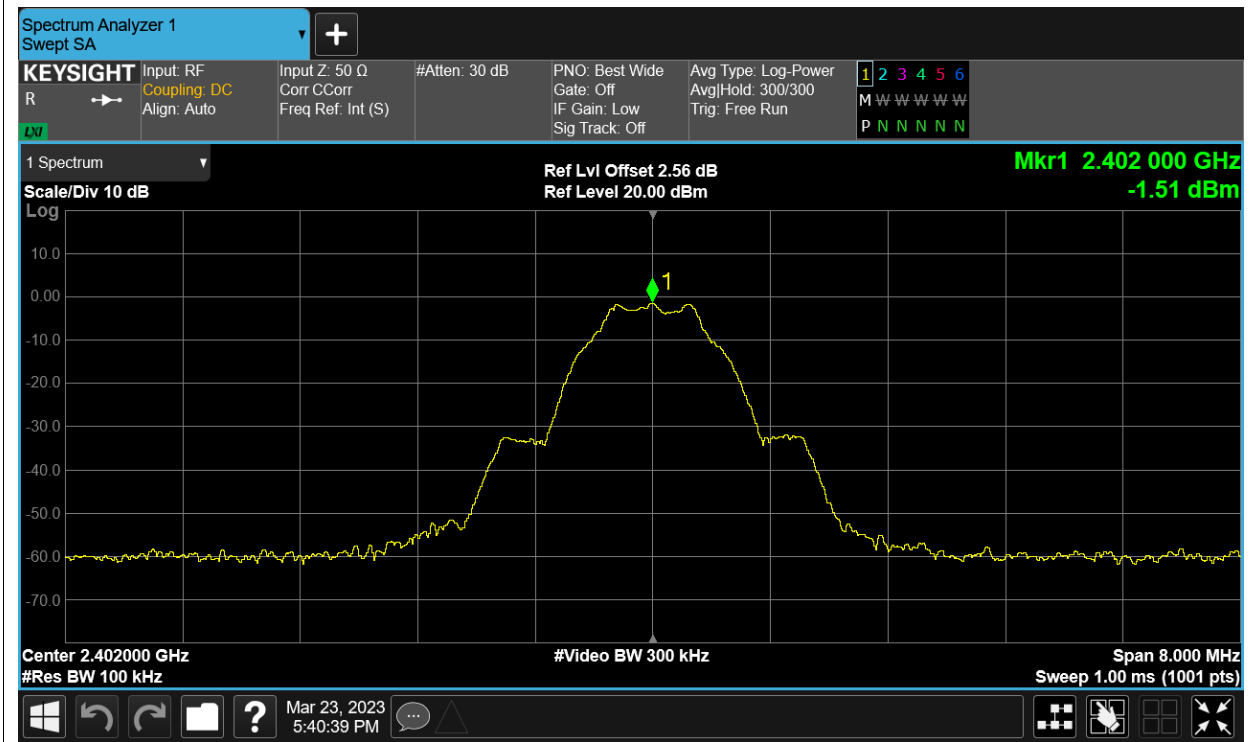 Spectrum Analyzer 1
Swept SA
KEYSIGHT
R
LXI
Input: RF
Coupling: DC
Align: Auto
Input Z: 50 Ω
Corr CCorr
Freq Ref: Int (S)
#Atten: 30 dB
PNO: Best Wide
Gate: Off
IF Gain: Low
Sig Track: Off
Avg Type: Log-Power
Avg|Hold: 300/300
Trig: Free Run
1 2 3 4 5 6
M W W W W W
P N N N N N
1 Spectrum
Scale/Div 10 dB
Log
Ref Lvl Offset 2.56 dB
Ref Level 20.00 dBm
Mkr1 2.402 000 GHz
-1.51 dBm
10.0
0.00
-10.0
-20.0
-30.0
-40.0
-50.0
-60.0
-70.0
1
Center 2.402000 GHz
#Res BW 100 kHz
#Video BW 300 kHz
Span 8.000 MHz
Sweep 1.00 ms (1001 pts)
?
Mar 23, 2023
5:40:39 PM